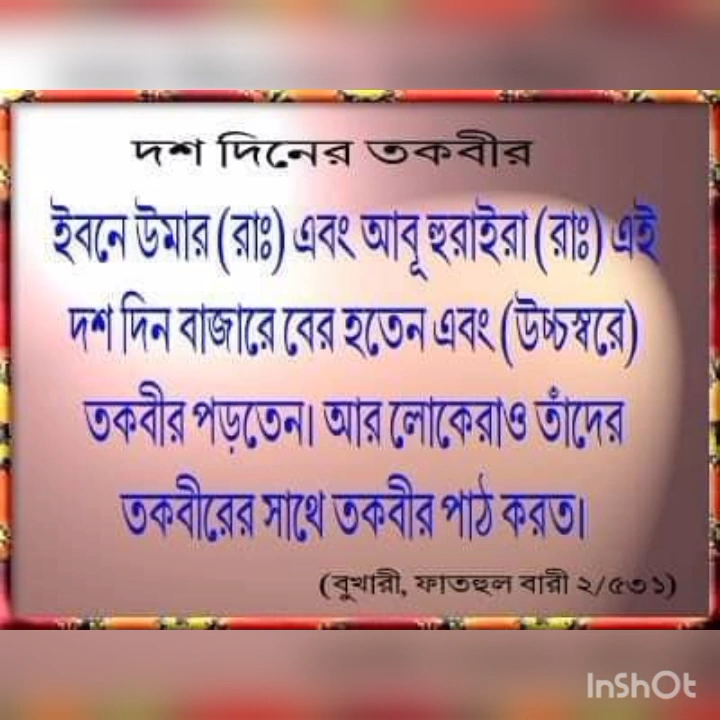 দশ দিনের তকবীর
ইবনে উমার (রাঃ) এবং আবূ হুরাইরা (রাঃ) এই
দশ দিন বাজারে বের হতেন এবং (উচ্চস্বরে)
তকবীর পড়তেন। আর লোকেরাও তাঁদের
তকবীরের সাথে তকবীর পাঠ করত।
(বুখারী, ফাতহুল বারী ২/৫৩১)
InShOt